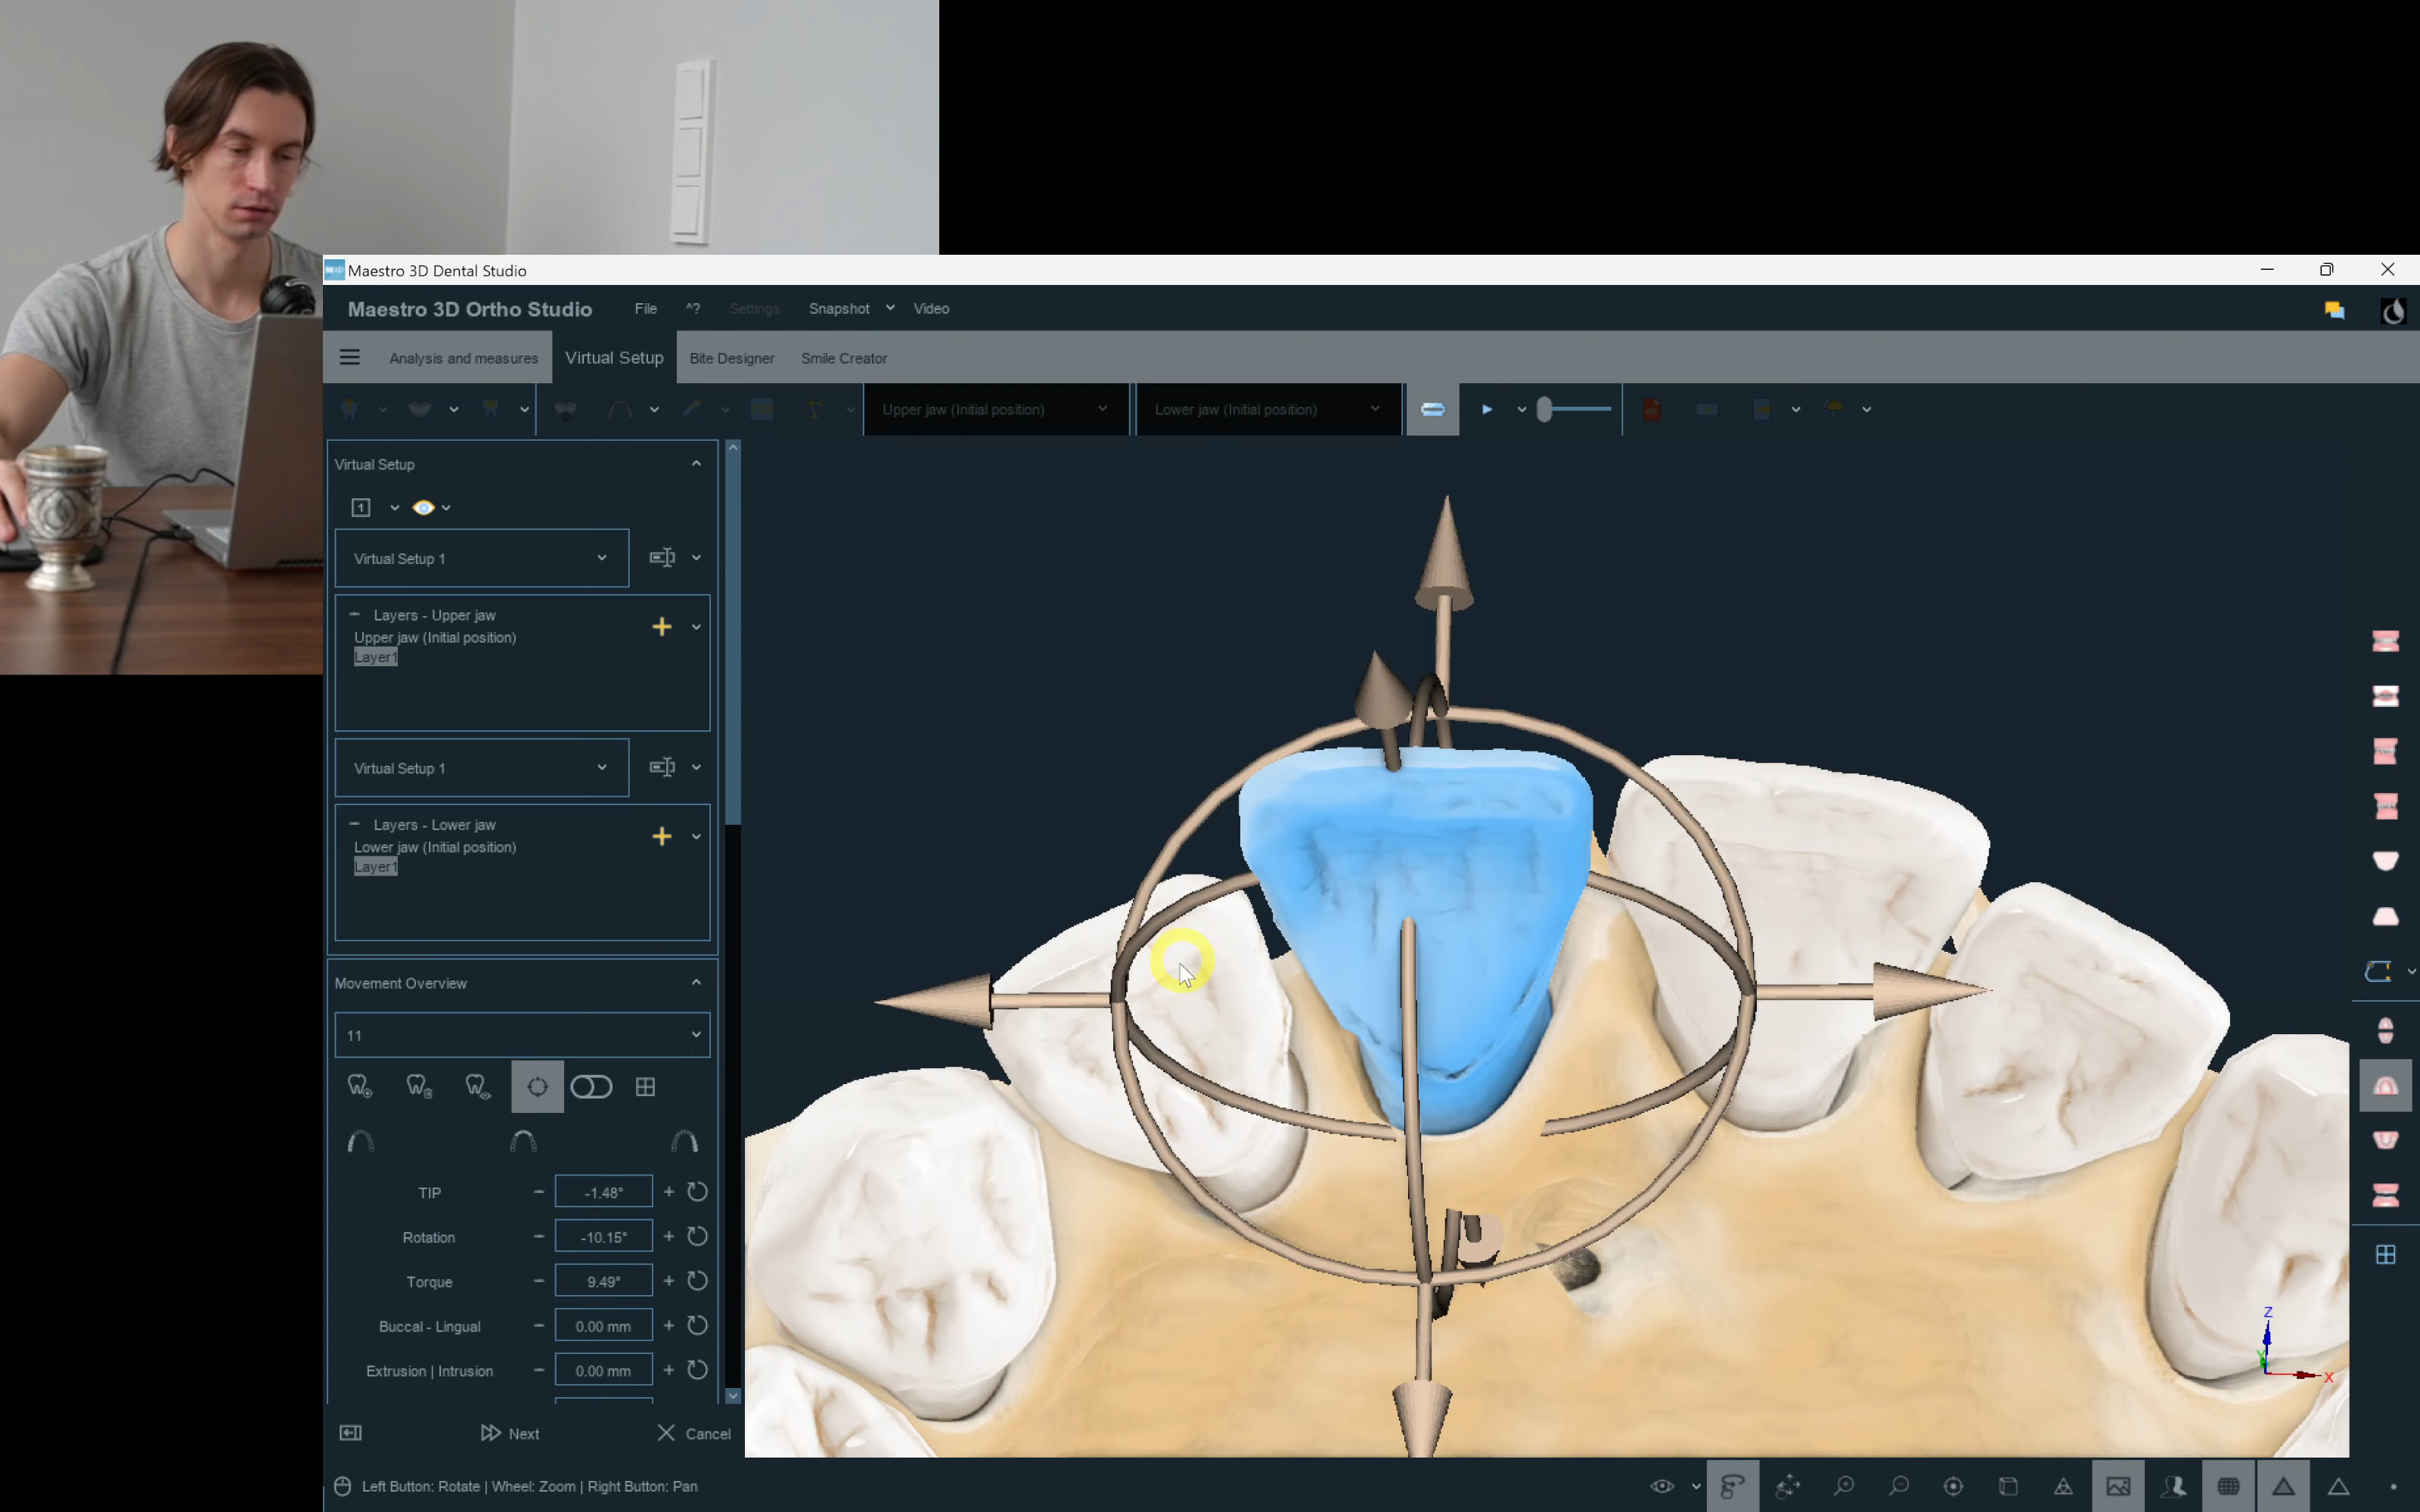 Maestro 3D Dental Studio
Maestro 3D Ortho Studio File ^? Settings Snapshot Video
Analysis and measures Virtual Setup Bite Designer Smile Creator
Upper jaw (Initial position) Lower jaw (Initial position)
Virtual Setup
1
Virtual Setup 1
Layers - Upper jaw
Upper jaw (Initial position)
Layer1
Virtual Setup 1
Layers - Lower jaw
Lower jaw (Initial position)
Layer1
Movement Overview
11
TIP -1.48°
Rotation -10.15°
Torque 9.49°
Buccal - Lingual 0.00 mm
Extrusion | Intrusion 0.00 mm
Next Cancel
Left Button: Rotate | Wheel: Zoom | Right Button: Pan
Z
Y
X